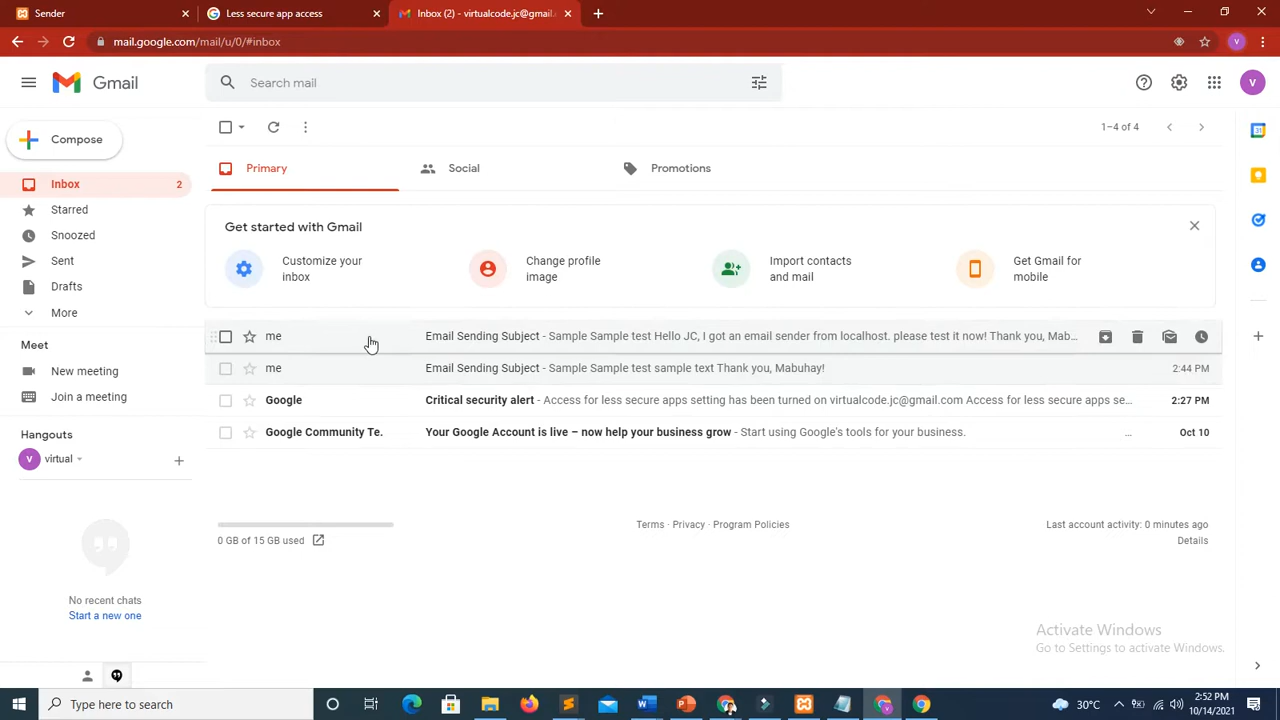 Sender
Less secure app access
Inbox (2) - virtualcode.jc@gmail.
mail.google.com/mail/u/0/#inbox
V
Gmail
Search mail
V
Compose
1–4 of 4
Inbox 2
Primary
Social
Promotions
Starred
Snoozed
Sent
Drafts
More
Get started with Gmail
Customize your
inbox
Change profile
image
Import contacts
and mail
Get Gmail for
mobile
me Email Sending Subject - Sample Sample test Hello JC, I got an email sender from localhost. please test it now! Thank you, Mab...
me Email Sending Subject - Sample Sample test sample text Thank you, Mabuhay! 2:44 PM
Google Critical security alert - Access for less secure apps setting has been turned on virtualcode.jc@gmail.com Access for less secure apps se... 2:27 PM
Google Community Te. Your Google Account is live – now help your business grow - Start using Google's tools for your business. ... Oct 10
Meet
New meeting
Join a meeting
Hangouts
V virtual
No recent chats
Start a new one
0 GB of 15 GB used
Terms · Privacy · Program Policies
Last account activity: 0 minutes ago
Details
Activate Windows
Go to Settings to activate Windows.
Type here to search
30°C
2:52 PM
10/14/2021